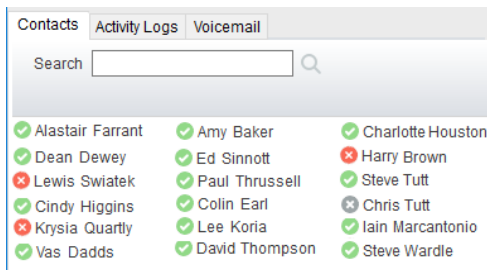 Contacts Activity Logs Voicemail
Search
Alastair Farrant Amy Baker Charlotte Houston
Dean Dewey Ed Sinnott Harry Brown
Lewis Swiatek Paul Thrussell Steve Tutt
Cindy Higgins Colin Earl Chris Tutt
Krysia Quartly Lee Koria Iain Marcantonio
Vas Dadds David Thompson Steve Wardle